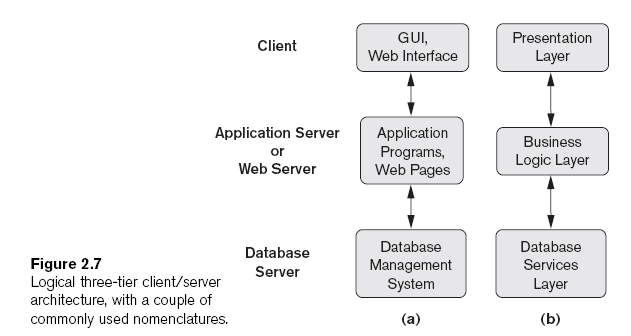 Client
GUI,
Web Interface
Presentation
Layer
Application Server
or
Web Server
Application
Programs,
Web Pages
Business
Logic Layer
Database
Server
Database
Management
System
Database
Services
Layer
Figure 2.7
Logical three-tier client/server
architecture, with a couple of
commonly used nomenclatures.
(a)
(b)